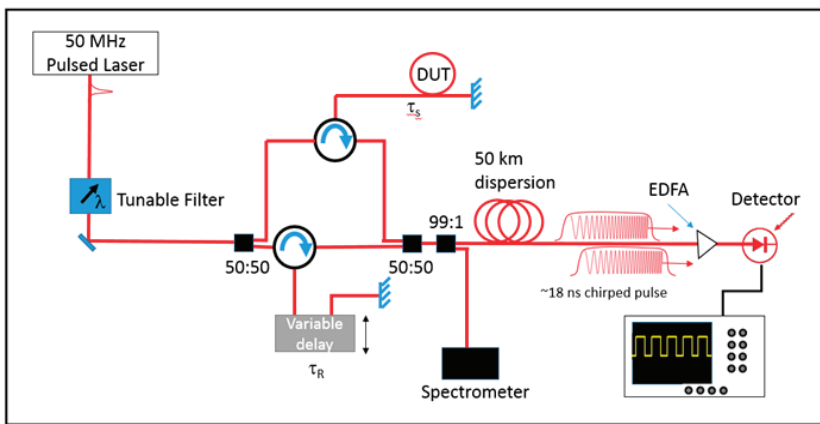 50 MHz
Pulsed Laser
DUT
τs
50 km
dispersion
EDFA
Detector
λ
Tunable Filter
99:1
50:50
50:50
~18 ns chirped pulse
Variable
delay
τR
Spectrometer